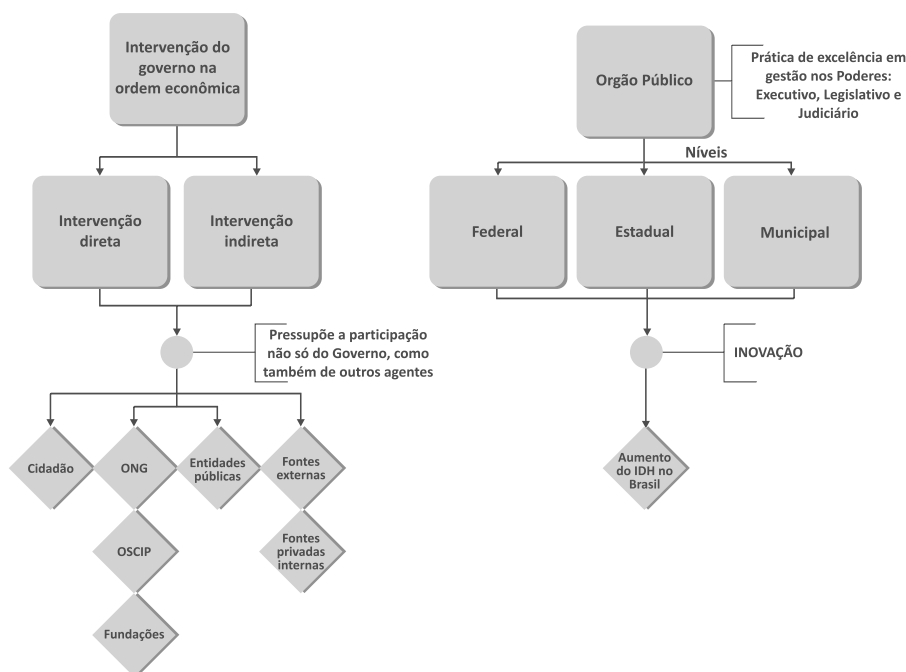 Intervenção do
governo na
ordem econômica
Intervenção
direta
Intervenção
indireta
Pressupõe a participação
não só do Governo, como
também de outros agentes
Cidadão
ONG
Entidades
públicas
Fontes
externas
OSCIP
Fontes
privadas
internas
Fundações
Orgão Público
Prática de excelência em
gestão nos Poderes:
Executivo, Legislativo e
Judiciário
Níveis
Federal
Estadual
Municipal
INOVAÇÃO
Aumento
do IDH no
Brasil